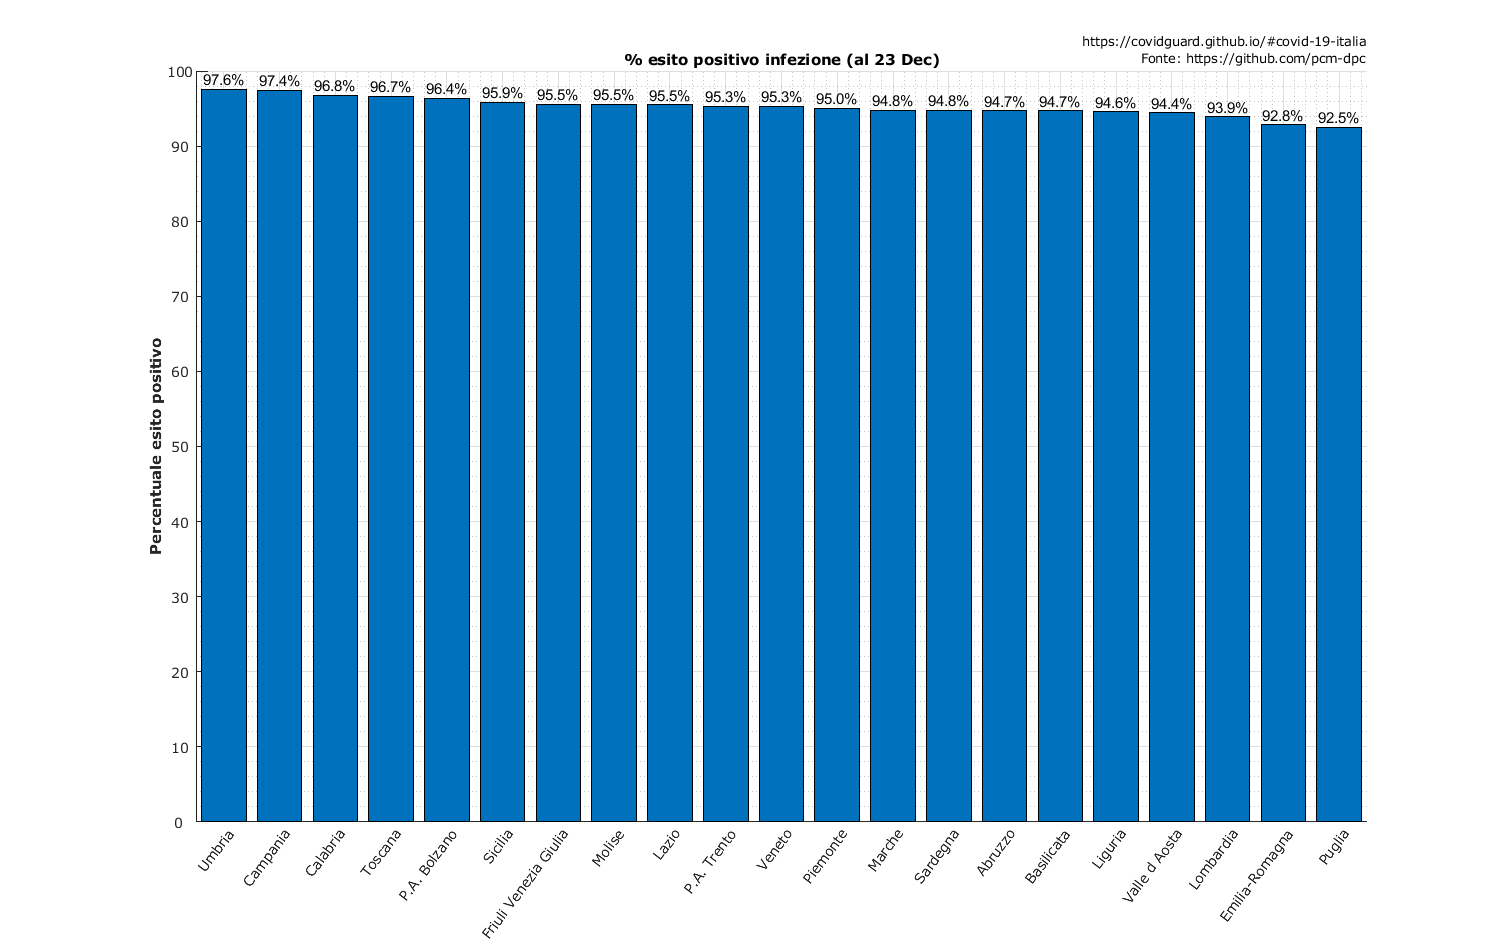 https://covidguard.github.io/#covid-19-italia
% esito positivo infezione (al 23 Dec)
Fonte: https://github.com/pcm-dpc
Percentuale esito positivo
100
90
80
70
60
50
40
30
20
10
0
97.6%
97.4%
96.8%
96.7%
96.4%
95.9%
95.5%
95.5%
95.5%
95.3%
95.3%
95.0%
94.8%
94.8%
94.7%
94.7%
94.6%
94.4%
93.9%
92.8%
92.5%
Umbria
Campania
Calabria
Toscana
P.A. Bolzano
Sicilia
Friuli Venezia Giulia
Molise
Lazio
P.A. Trento
Veneto
Piemonte
Marche
Sardegna
Abruzzo
Basilicata
Liguria
Valle d Aosta
Lombardia
Emilia-Romagna
Puglia